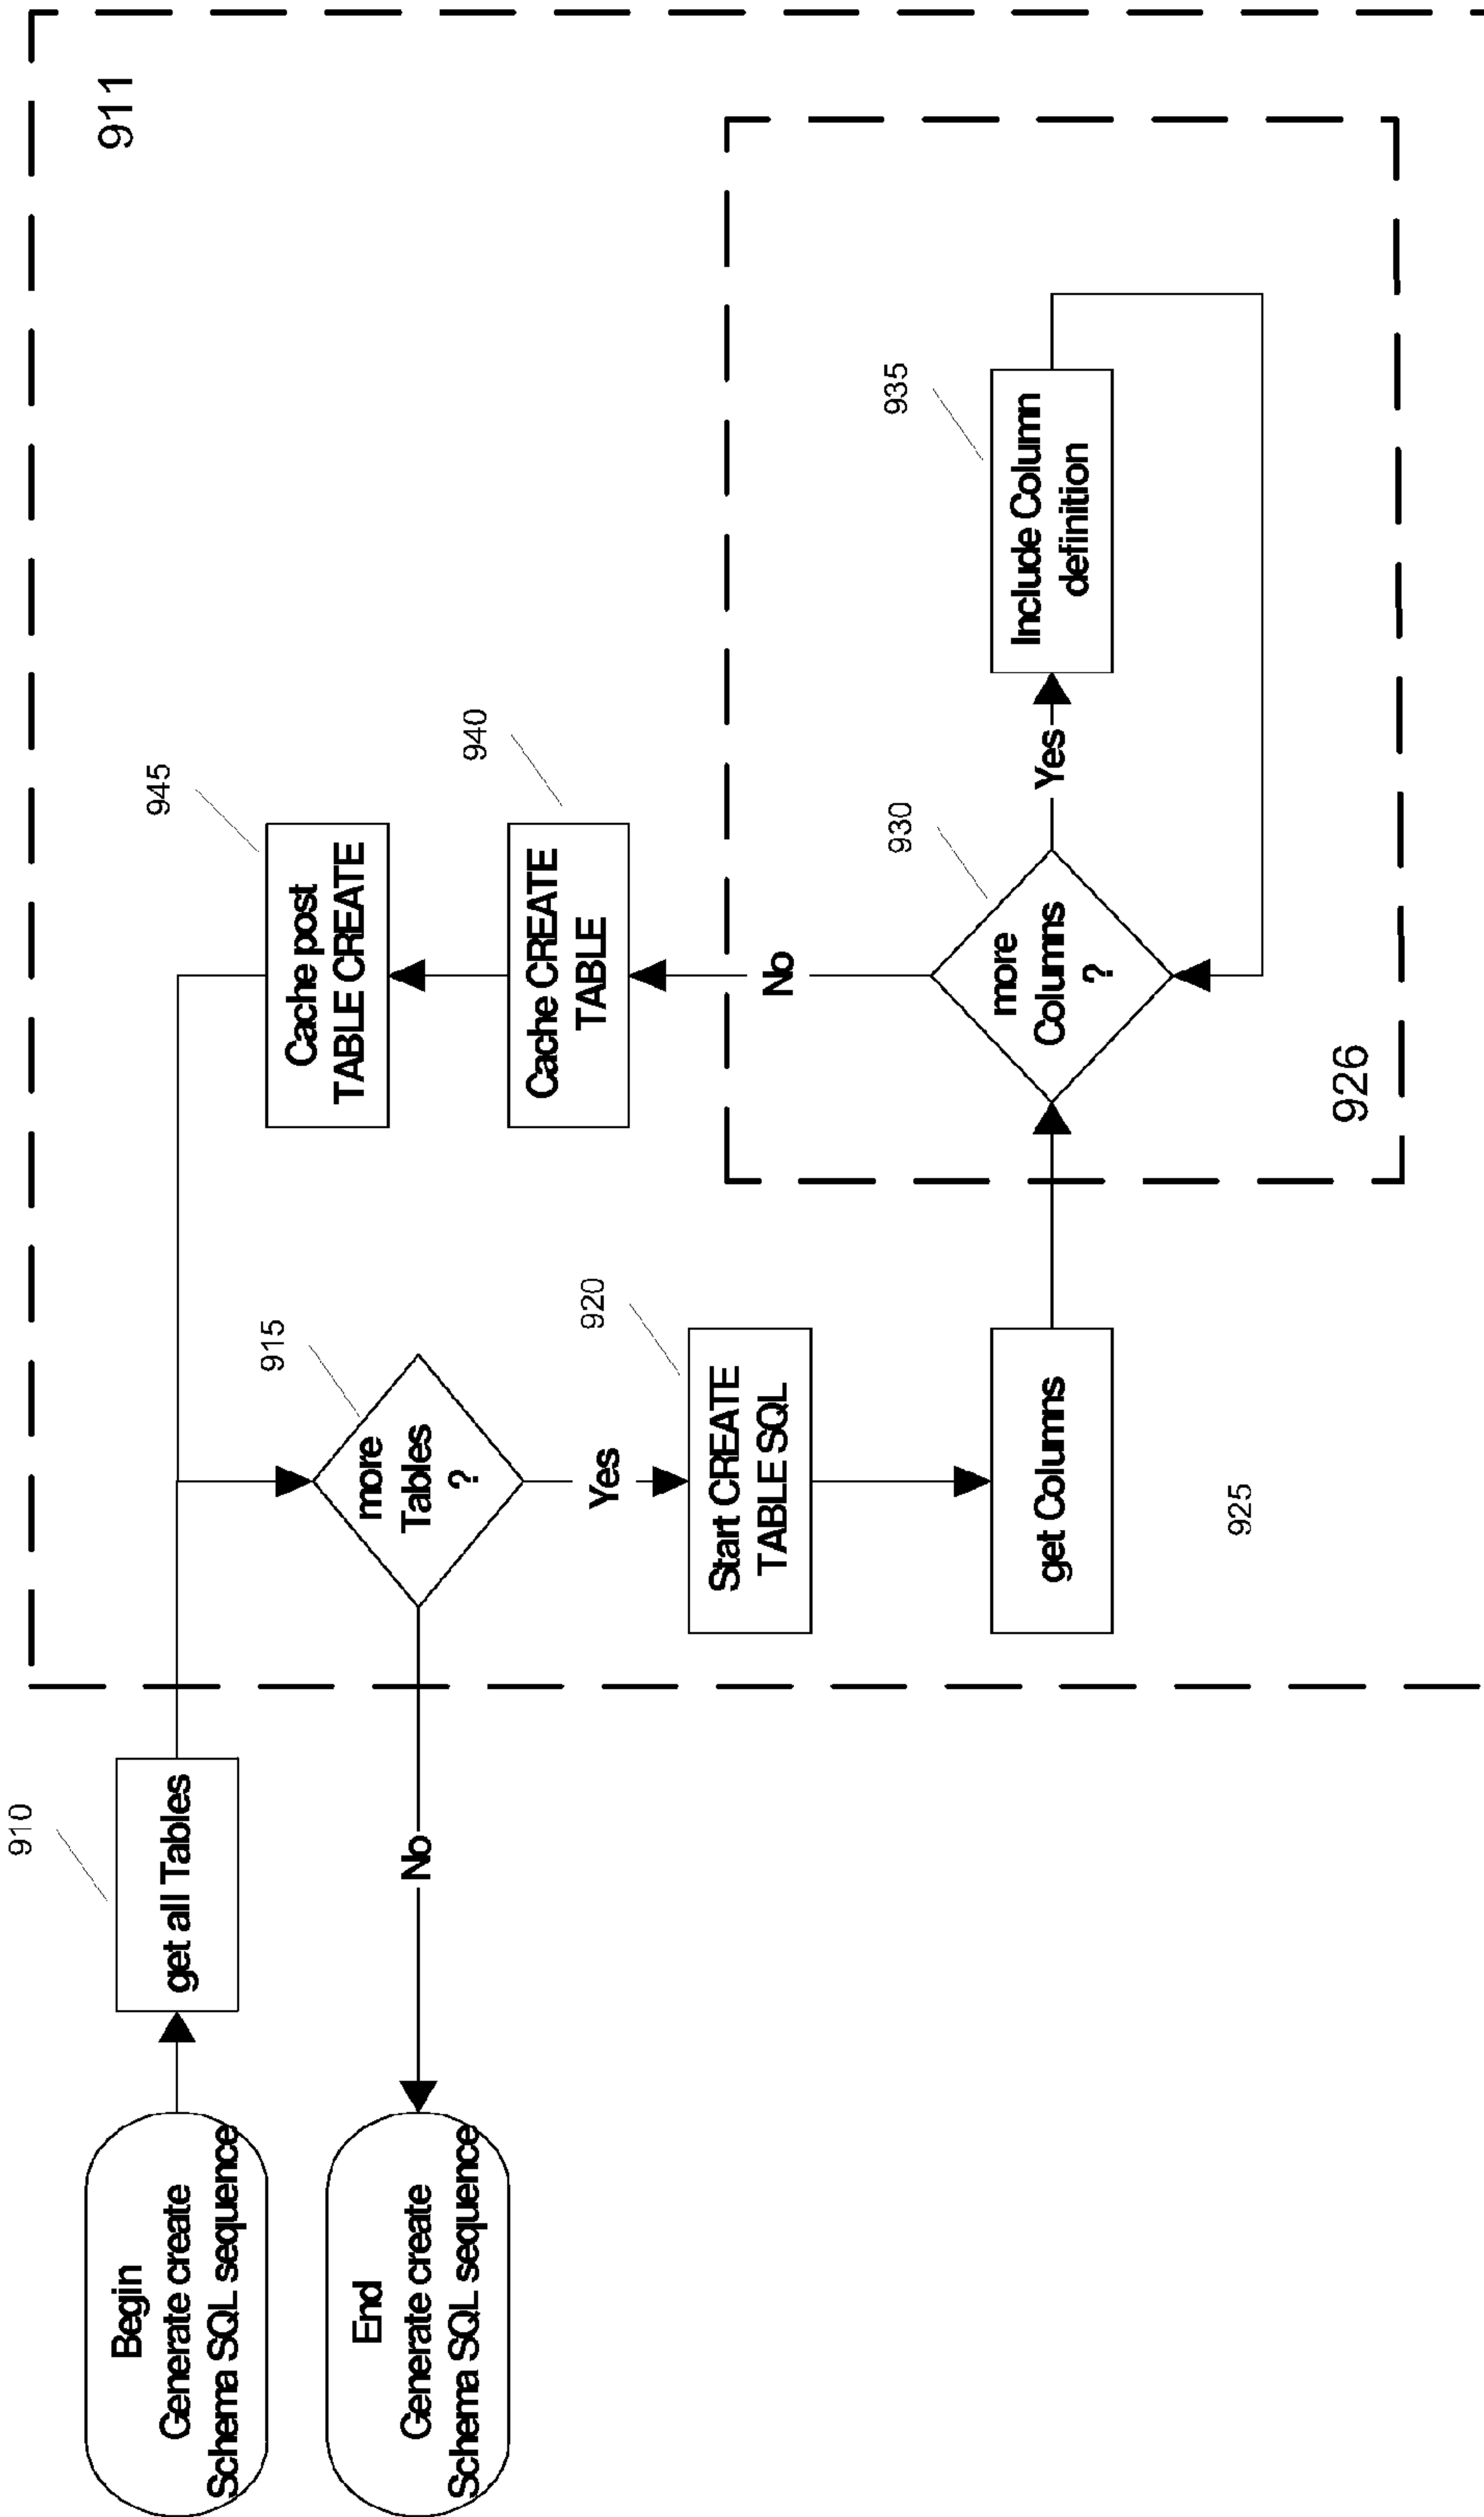 Begin
Generate create
Schema SQL sequence
910
get all Tables
911
End
Generate create
Schema SQL sequence
No
915
more
Tables
?
Yes
920
Start CREATE
TABLE SQL
get Columns
925
926
930
more
Columns
?
Yes
935
Include Column
definition
No
940
Cache CREATE
TABLE
945
Cache post
TABLE CREATE